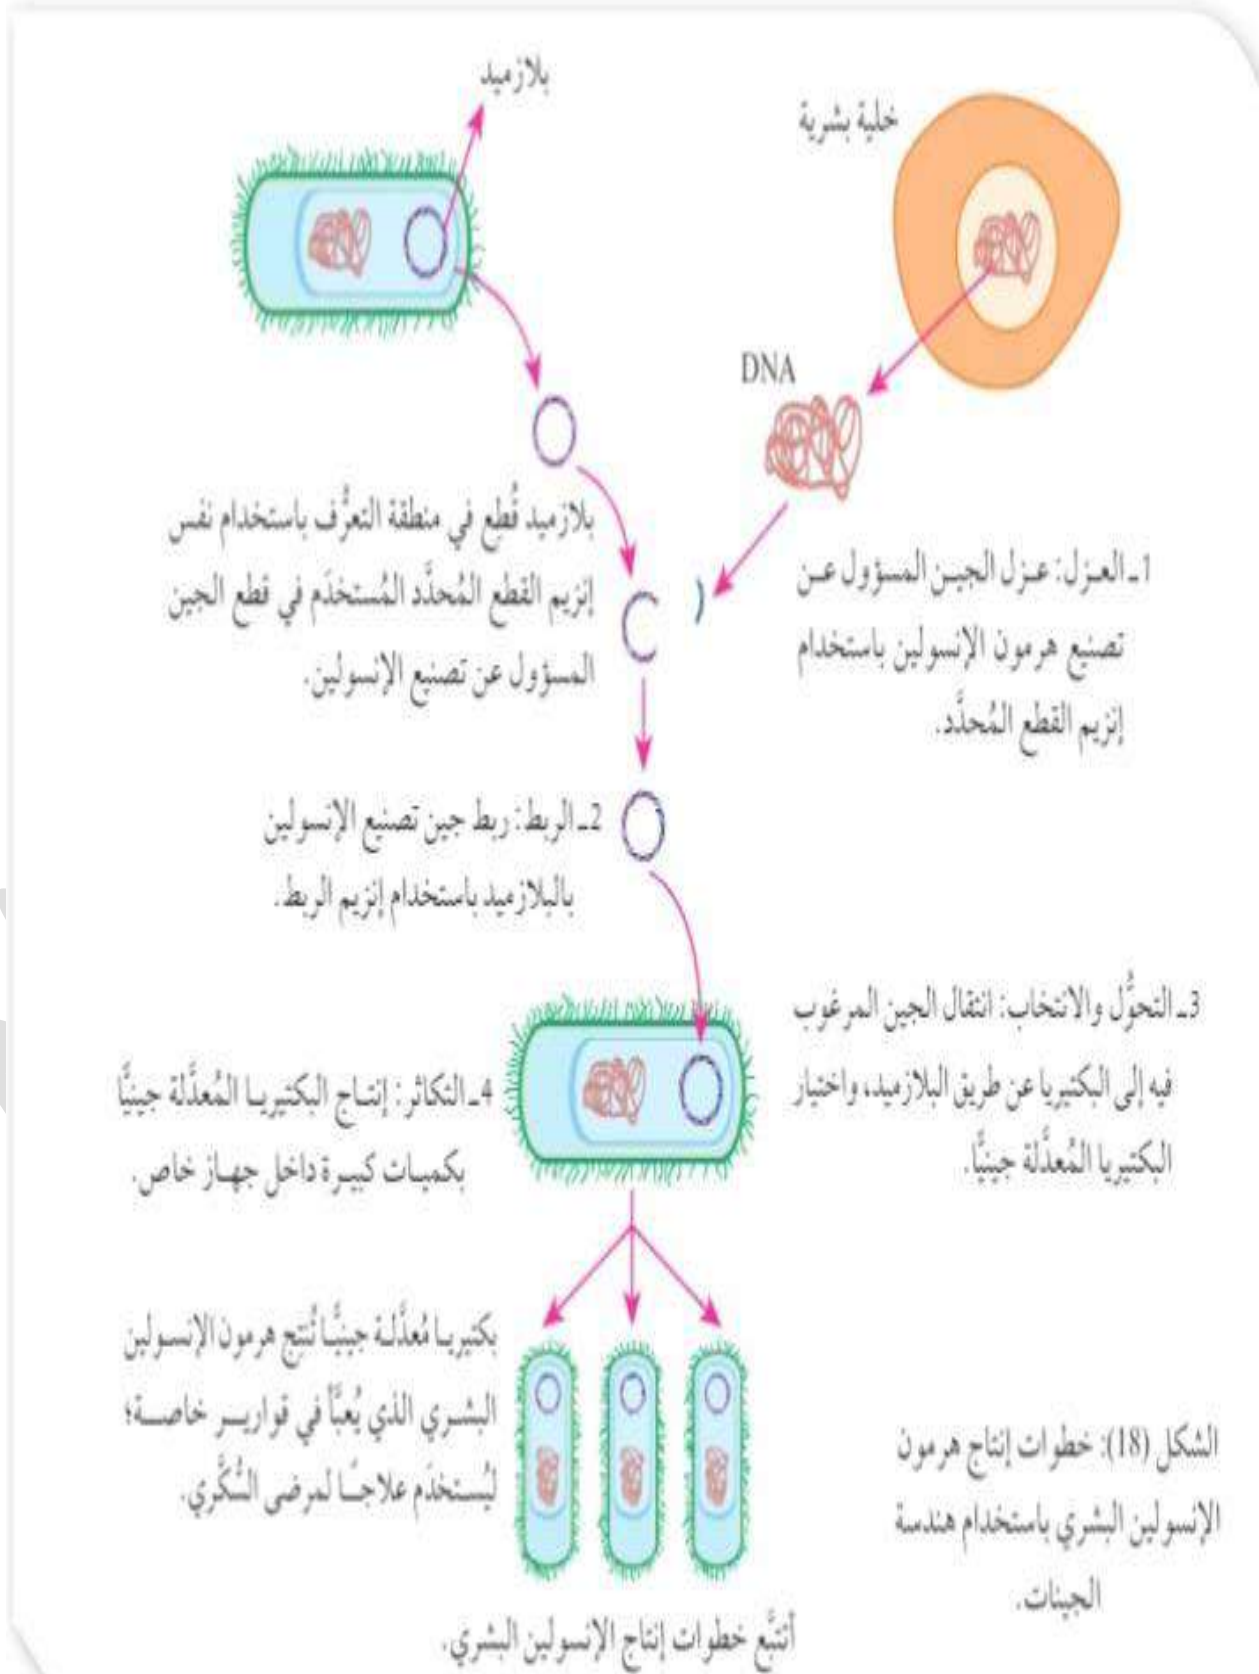 بلازميد
خلية بشرية
DNA
بلازميد قُطِع في منطقة التعرُّف باستخدام نفس
إنزيم القطع المُحدَّد المُستخدَم في قطع الجين
المسؤول عن تصنيع الإنسولين.
1ـ العزل: عزل الجين المسؤول عن
تصنيع هرمون الإنسولين باستخدام
إنزيم القطع المُحدَّد.
2ـ الربط: ربط جين تصنيع الإنسولين
بالبلازميد باستخدام إنزيم الربط.
3ـ التحوُّل والانتخاب: انتقال الجين المرغوب
فيه إلى البكتيريا عن طريق البلازميد، واختيار
البكتيريا المُعدَّلة جينيًّا.
4ـ التكاثر: إنتاج البكتيريا المُعدَّلة جينيًّا
بكميات كبيرة داخل جهاز خاص.
بكتيريا مُعدَّلة جينيًّا تُنتِج هرمون الإنسولين
البشري الذي يُعبَّأ في قوارير خاصة؛
ليُستخدَم علاجًا لمرضى السُّكَّري.
الشكل (18): خطوات إنتاج هرمون
الإنسولين البشري باستخدام هندسة
الجينات.
أتتبَّع خطوات إنتاج الإنسولين البشري.